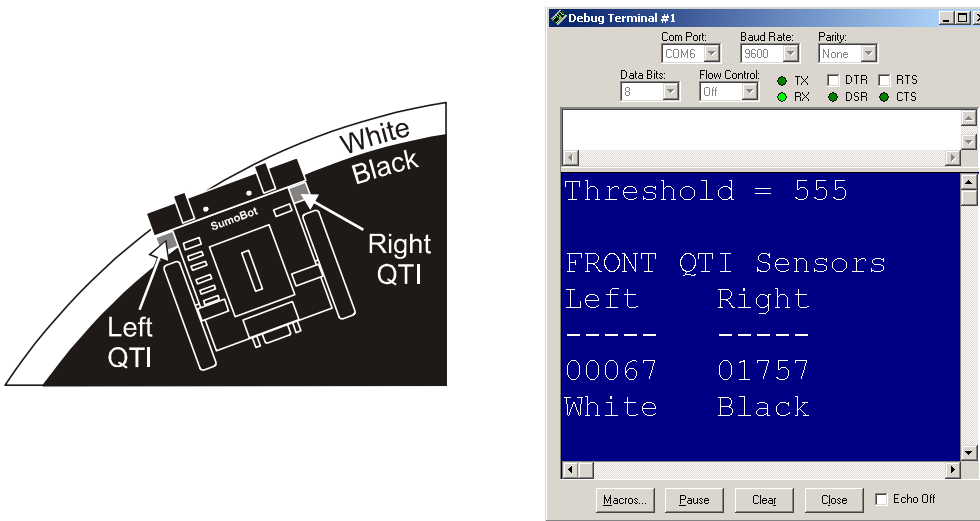 White
Black
SumoBot
Right
QTI
Left
QTI
Debug Terminal #1
Com Port: Baud Rate: Parity:
COM6 9600 None
Data Bits: Flow Control: TX DTR RTS
8 Off RX DSR CTS
Threshold = 555
FRONT QTI Sensors
Left Right
----- -----
00067 01757
White Black
Macros... Pause Clear Close Echo Off